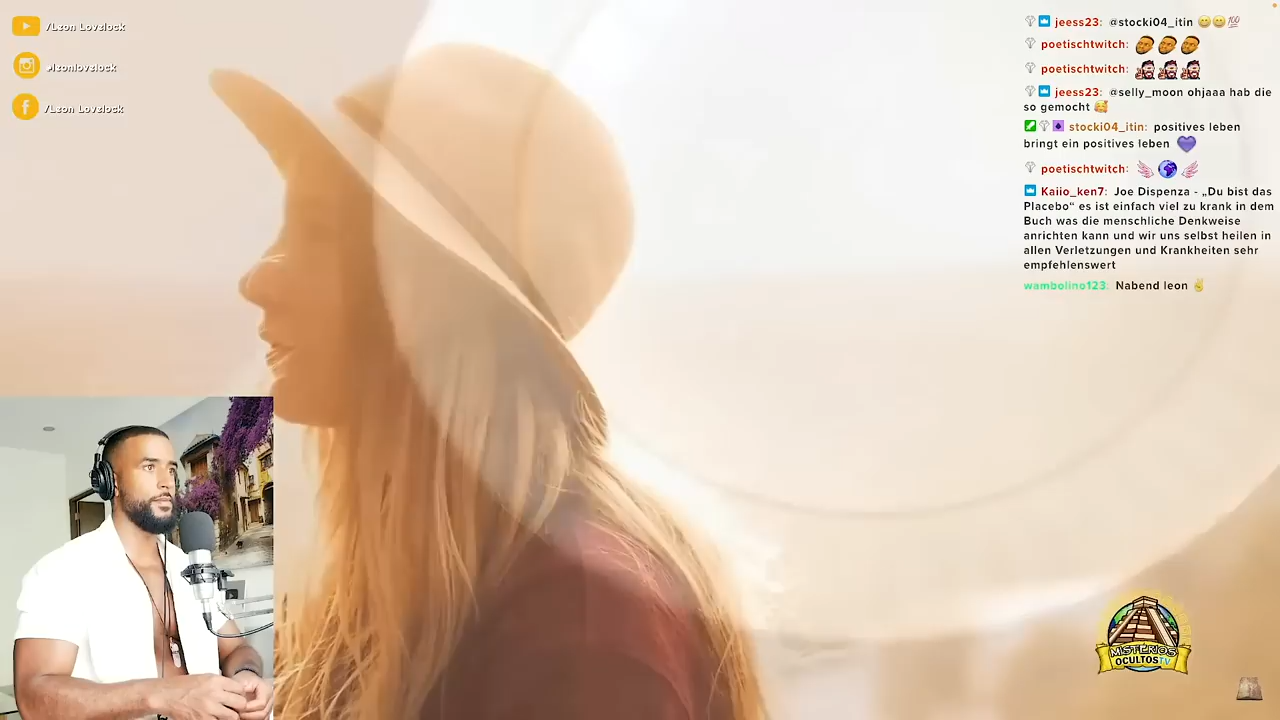 /Leon Lovelock
@leonlovelock
/Leon Lovelock
jeess23: @stocki04_itin 😊😊💯
poetischtwitch:
poetischtwitch:
jeess23: @selly_moon ohjaaa hab die
so gemocht 🥰
stocki04_itin: positives leben
bringt ein positives leben 💜
poetischtwitch:
Kaiio_ken7: Joe Dispenza - „Du bist das
Placebo“ es ist einfach viel zu krank in dem
Buch was die menschliche Denkweise
anrichten kann und wir uns selbst heilen in
allen Verletzungen und Krankheiten sehr
empfehlenswert
wambolino123: Nabend leon ✌
MISTERIOS
OCULTOSTV